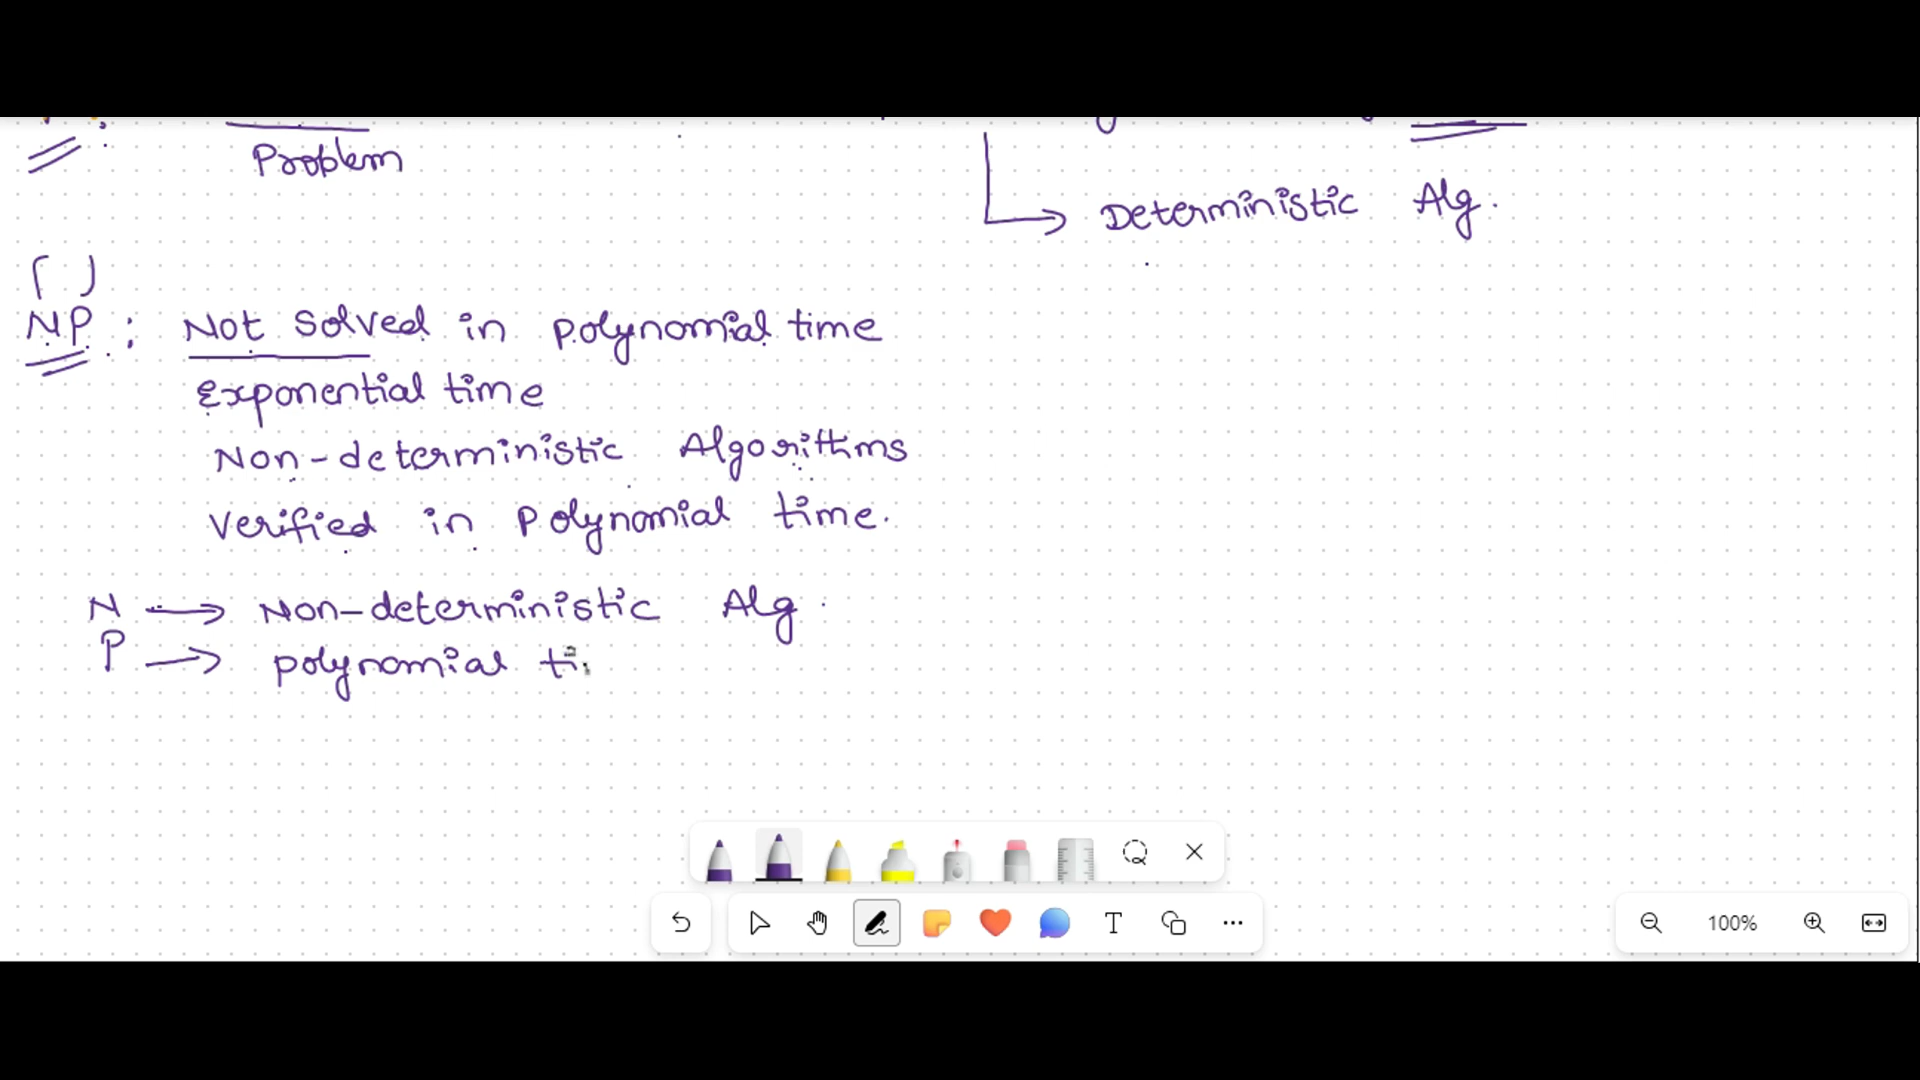 Problem
Deterministic Alg.
NP : Not Solved in polynomial time
Exponential time
Non-deterministic Algorithms
Verified in polynomial time.
N → Non-deterministic Alg.
P → polynomial ti
T
100%